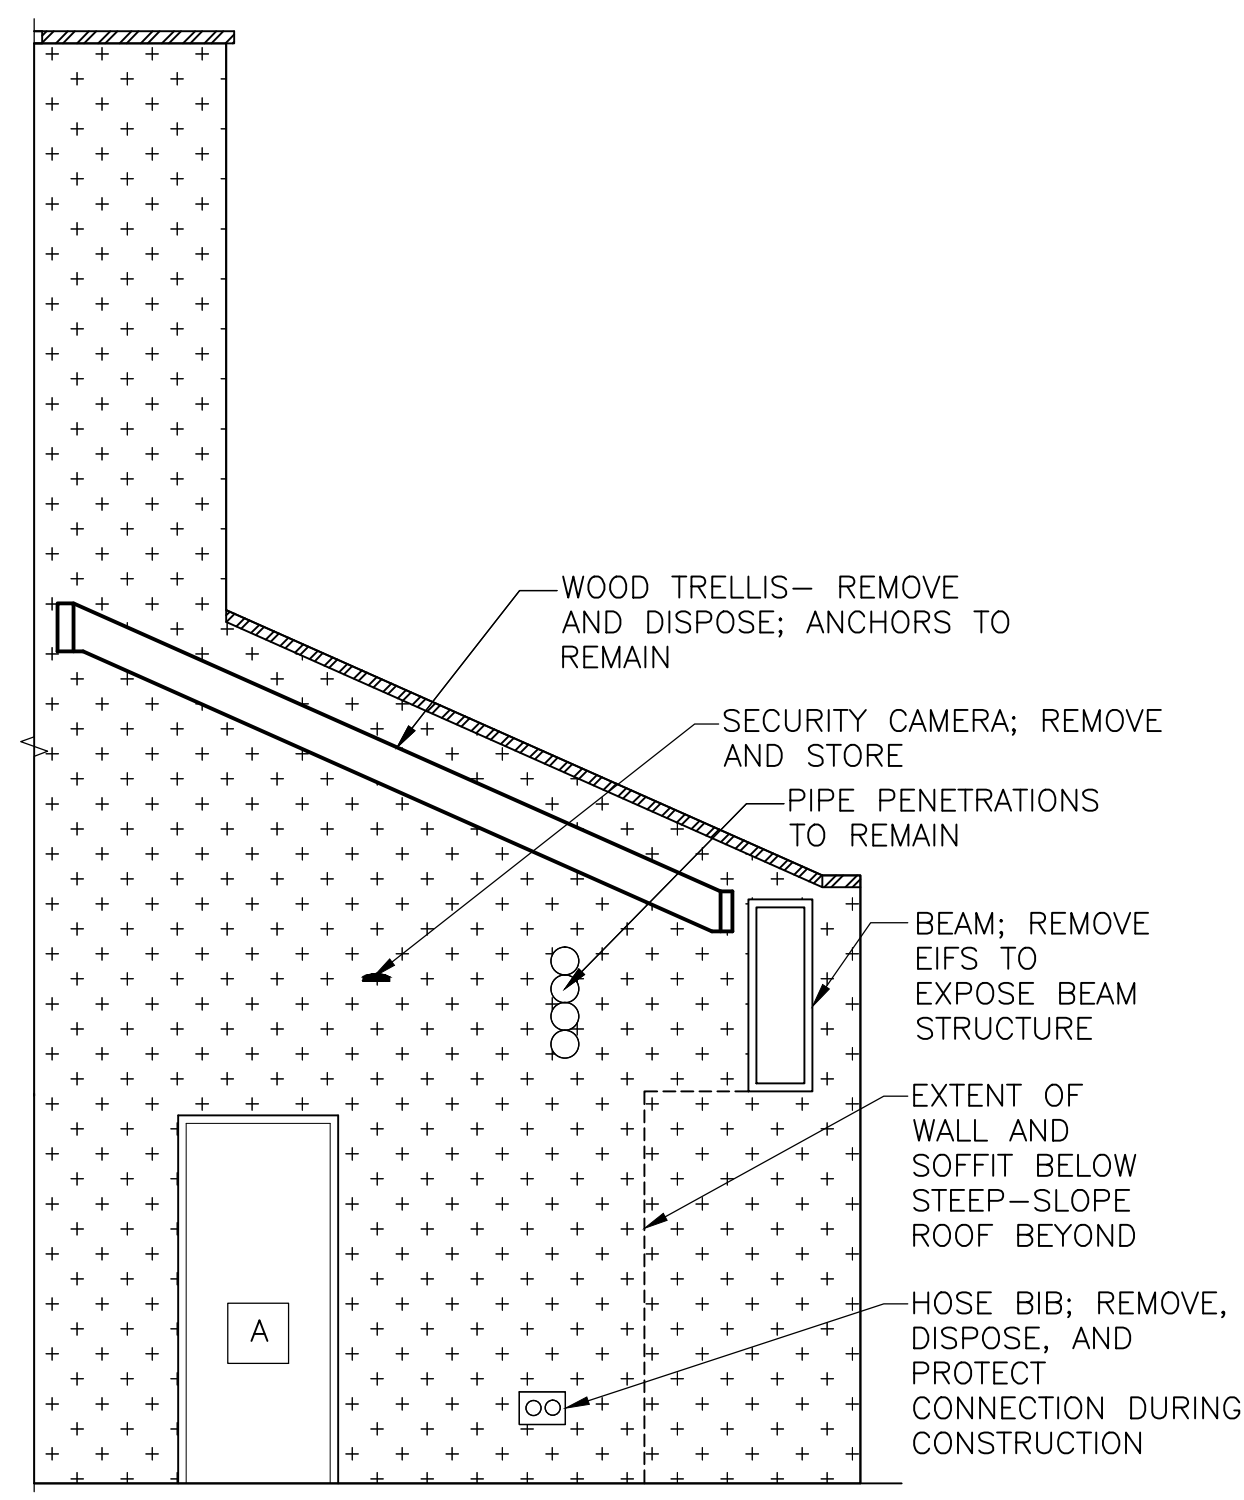 WOOD TRELLIS– REMOVE
AND DISPOSE; ANCHORS TO
REMAIN
SECURITY CAMERA; REMOVE
AND STORE
PIPE PENETRATIONS
TO REMAIN
BEAM; REMOVE
EIFS TO
EXPOSE BEAM
STRUCTURE
EXTENT OF
WALL AND
SOFFIT BELOW
STEEP–SLOPE
ROOF BEYOND
HOSE BIB; REMOVE,
DISPOSE, AND
PROTECT
CONNECTION DURING
CONSTRUCTION
A